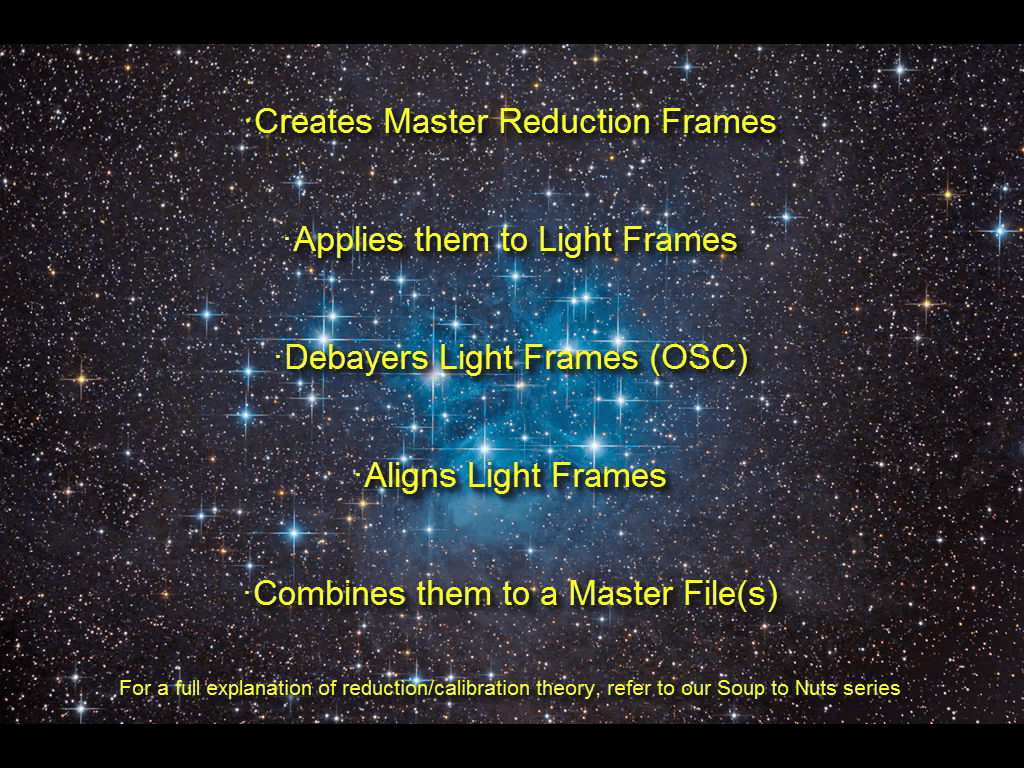 ·Creates Master Reduction Frames
·Applies them to Light Frames
·Debayers Light Frames (OSC)
·Aligns Light Frames
·Combines them to a Master File(s)
For a full explanation of reduction/calibration theory, refer to our Soup to Nuts series